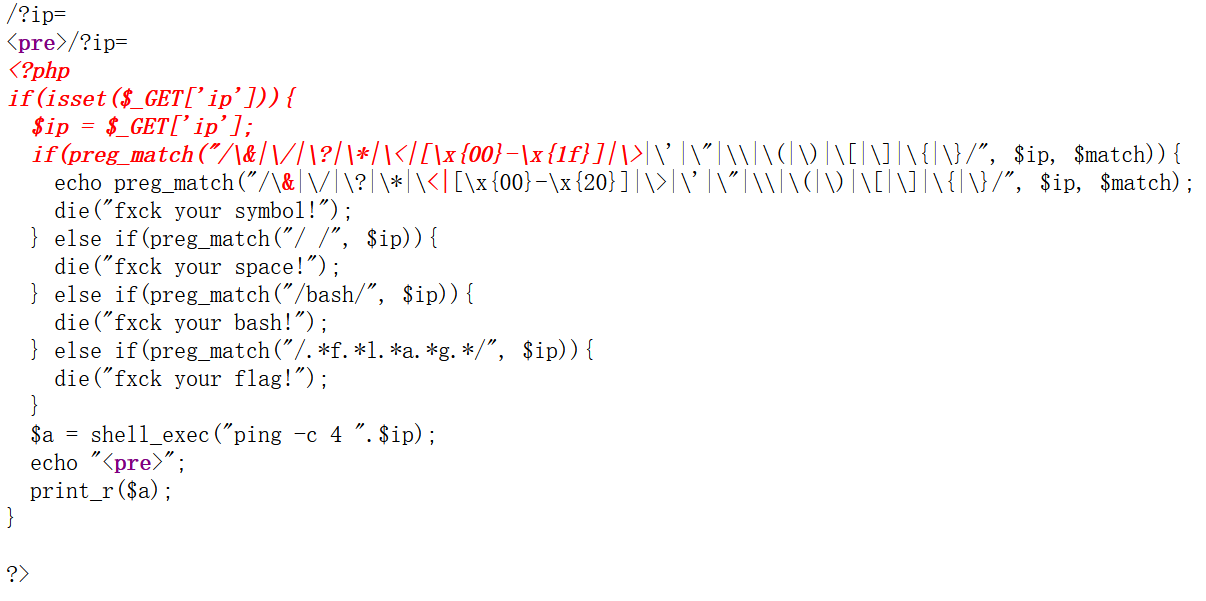 /?ip=
<pre>/?ip=
<?php
if(isset($_GET['ip'])){
  $ip = $_GET['ip'];
  if(preg_match("/\&|\/|\?|\*|\<|[\x{00}-\x{1f}]|\>|\'|\"|\\|\(|\)|\[|\]|\{|\}/", $ip, $match)){
    echo preg_match("/\&|\/|\?|\*|\<|[\x{00}-\x{20}]|\>|\'|\"|\\|\(|\)|\[|\]|\{|\}/", $ip, $match);
    die("fxck your symbol!");
  } else if(preg_match("/ /", $ip)){
    die("fxck your space!");
  } else if(preg_match("/bash/", $ip)){
    die("fxck your bash!");
  } else if(preg_match("/.*f.*l.*a.*g.*/", $ip)){
    die("fxck your flag!");
  }
  $a = shell_exec("ping -c 4 ".$ip);
  echo "<pre>";
  print_r($a);
}
?>